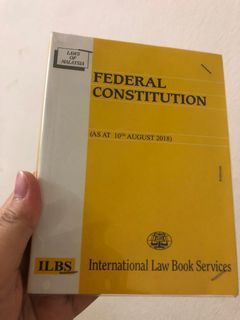 LAWS
OF
MALAYSIA
FEDERAL
CONSTITUTION
(AS AT 10TH AUGUST 2018)
ILBS
International Law Book Services